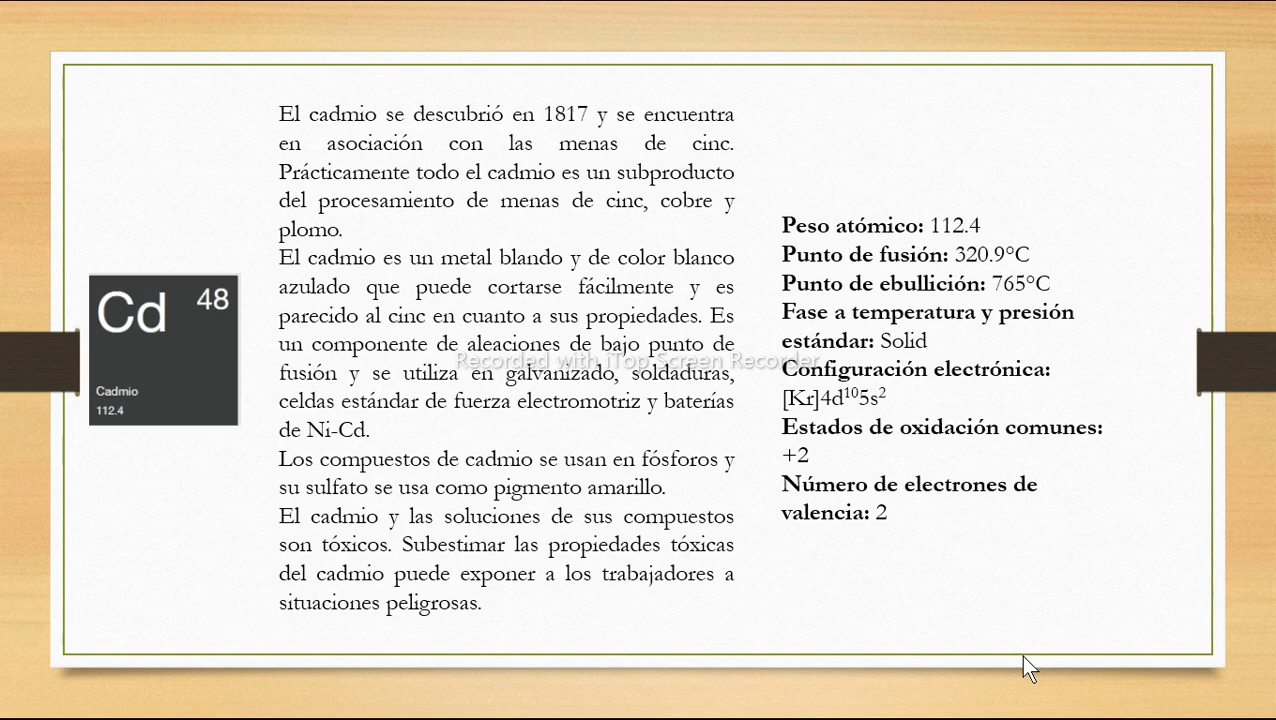 Cd 48
Cadmio
112.4
El cadmio se descubrió en 1817 y se encuentra
en asociación con las menas de cinc.
Prácticamente todo el cadmio es un subproducto
del procesamiento de menas de cinc, cobre y
plomo.
El cadmio es un metal blando y de color blanco
azulado que puede cortarse fácilmente y es
parecido al cinc en cuanto a sus propiedades. Es
un componente de aleaciones de bajo punto de
fusión y se utiliza en galvanizado, soldaduras,
celdas estándar de fuerza electromotriz y baterías
de Ni-Cd.
Los compuestos de cadmio se usan en fósforos y
su sulfato se usa como pigmento amarillo.
El cadmio y las soluciones de sus compuestos
son tóxicos. Subestimar las propiedades tóxicas
del cadmio puede exponer a los trabajadores a
situaciones peligrosas.
Recorded with iTop Screen Recorder
Peso atómico: 112.4
Punto de fusión: 320.9°C
Punto de ebullición: 765°C
Fase a temperatura y presión
estándar: Solid
Configuración electrónica:
[Kr]4d¹⁰5s²
Estados de oxidación comunes:
+2
Número de electrones de
valencia: 2